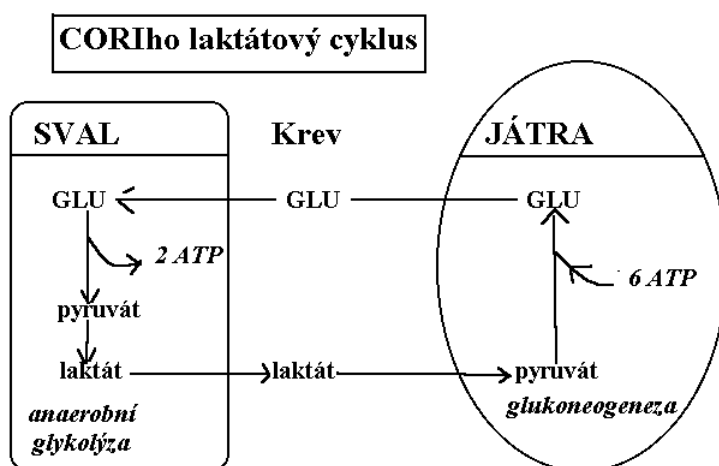 CORIho laktátový cyklus
SVAL Krev JÁTRA
GLU GLU GLU
2 ATP 6 ATP
pyruvát
laktát laktát pyruvát
anaerobní glukoneogeneza
glykolýza